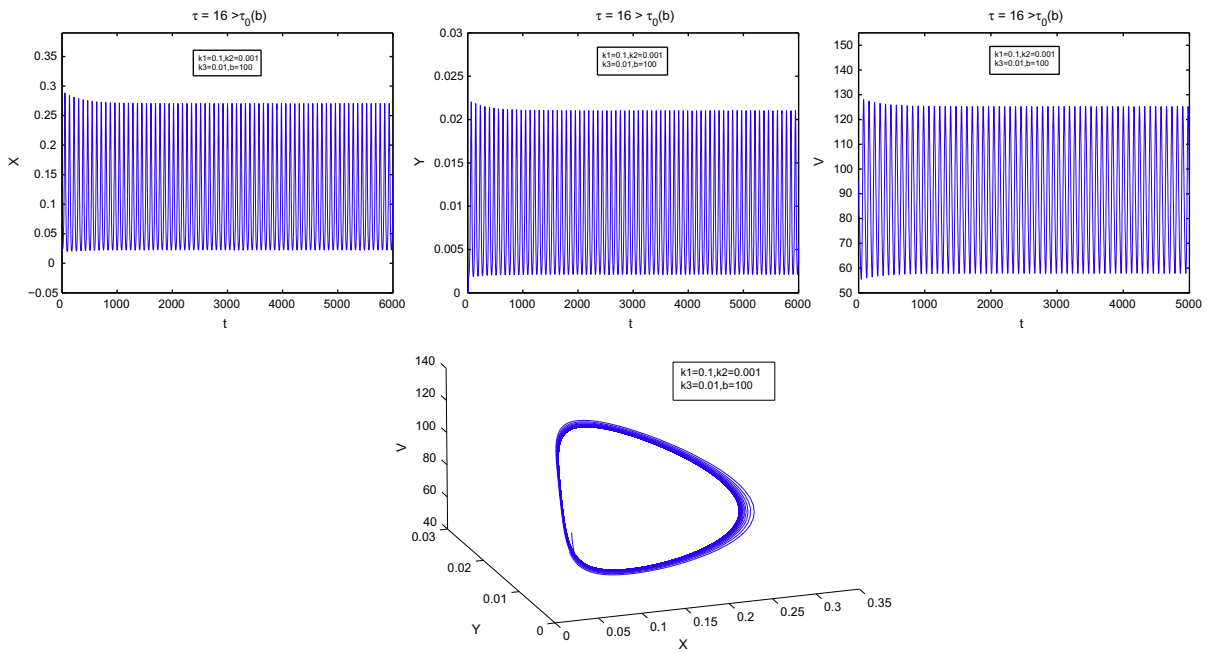 τ = 16 >τ0(b)
k1=0.1,k2=0.001
k3=0.01,b=100
0.35
0.3
0.25
0.2
0.15
0.1
0.05
0
−0.05
X
0 1000 2000 3000 4000 5000 6000
t
τ = 16 > τ0(b)
k1=0.1,k2=0.001
k3=0.01,b=100
0.03
0.025
0.02
0.015
0.01
0.005
0
Y
0 1000 2000 3000 4000 5000 6000
t
τ = 16 >τ0(b)
k1=0.1,k2=0.001
k3=0.01,b=100
150
140
130
120
110
100
90
80
70
60
50
V
0 1000 2000 3000 4000 5000
t
k1=0.1,k2=0.001
k3=0.01,b=100
140
120
100
80
60
40
V
0.03
0.02
0.01
0
Y
0 0.05 0.1 0.15 0.2 0.25 0.3 0.35
X